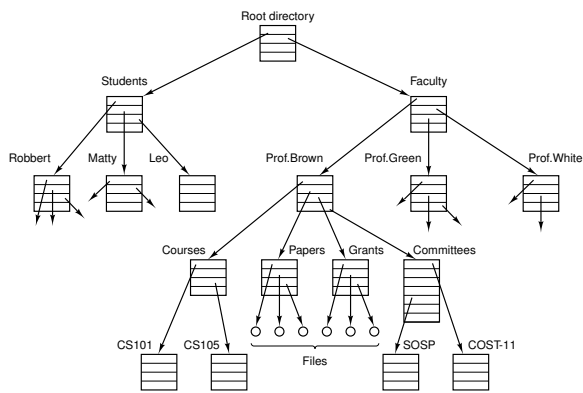 Root directory
Students Faculty
Robbert Matty Leo Prof.Brown Prof.Green Prof.White
Courses Papers Grants Committees
CS101 CS105 SOSP COST-11
Files